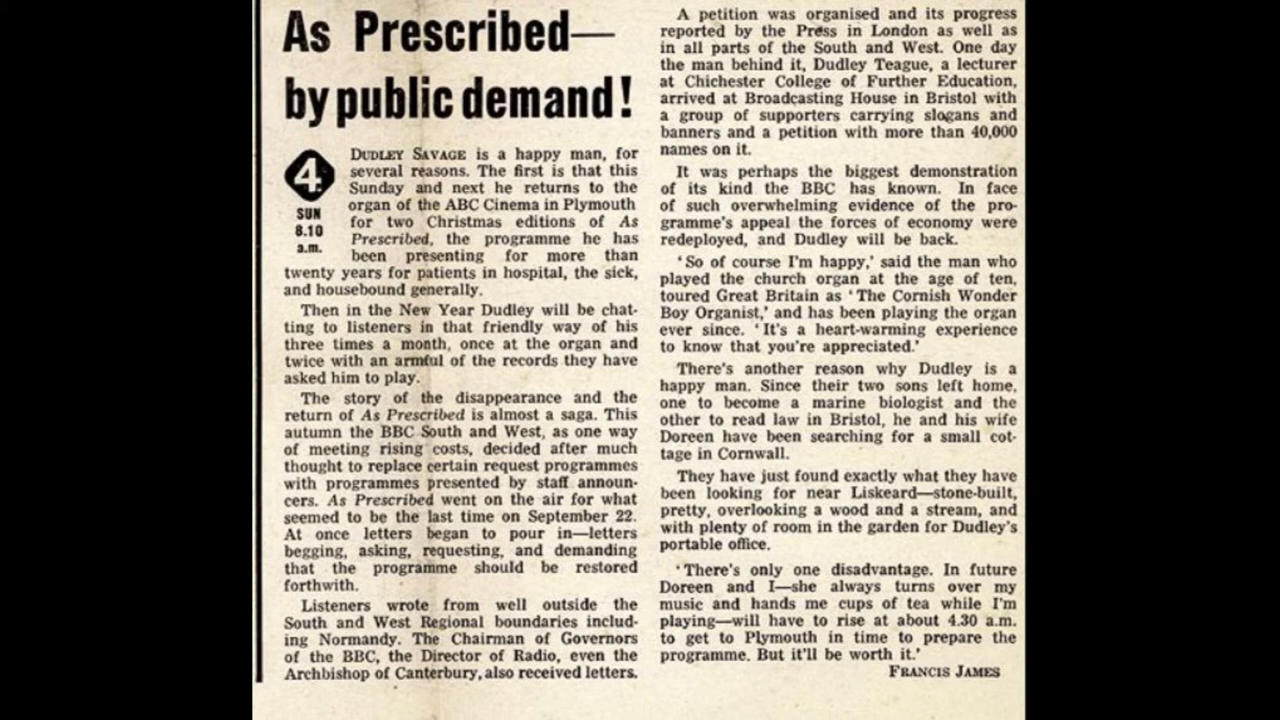 As Prescribed—
by public demand!
4
SUN
8.10
a.m.
DUDLEY SAVAGE is a happy man, for
several reasons. The first is that this
Sunday and next he returns to the
organ of the ABC Cinema in Plymouth
for two Christmas editions of As
Prescribed, the programme he has
been presenting for more than
twenty years for patients in hospital, the sick,
and housebound generally.
Then in the New Year Dudley will be chat-
ting to listeners in that friendly way of his
three times a month, once at the organ and
twice with an armful of the records they have
asked him to play.
The story of the disappearance and the
return of As Prescribed is almost a saga. This
autumn the BBC South and West, as one way
of meeting rising costs, decided after much
thought to replace certain request programmes
with programmes presented by staff announ-
cers. As Prescribed went on the air for what
seemed to be the last time on September 22.
At once letters began to pour in—letters
begging, asking, requesting, and demanding
that the programme should be restored
forthwith.
Listeners wrote from well outside the
South and West Regional boundaries includ-
ing Normandy. The Chairman of Governors
of the BBC, the Director of Radio, even the
Archbishop of Canterbury, also received letters.
A petition was organised and its progress
reported by the Press in London as well as
in all parts of the South and West. One day
the man behind it, Dudley Teague, a lecturer
at Chichester College of Further Education,
arrived at Broadcasting House in Bristol with
a group of supporters carrying slogans and
banners and a petition with more than 40,000
names on it.
It was perhaps the biggest demonstration
of its kind the BBC has known. In face
of such overwhelming evidence of the pro-
gramme's appeal the forces of economy were
redeployed, and Dudley will be back.
'So of course I'm happy,' said the man who
played the church organ at the age of ten,
toured Great Britain as 'The Cornish Wonder
Boy Organist,' and has been playing the organ
ever since. 'It's a heart-warming experience
to know that you're appreciated.'
There's another reason why Dudley is a
happy man. Since their two sons left home,
one to become a marine biologist and the
other to read law in Bristol, he and his wife
Doreen have been searching for a small cot-
tage in Cornwall.
They have just found exactly what they have
been looking for near Liskeard—stone-built,
pretty, overlooking a wood and a stream, and
with plenty of room in the garden for Dudley's
portable office.
'There's only one disadvantage. In future
Doreen and I—she always turns over my
music and hands me cups of tea while I'm
playing—will have to rise at about 4.30 a.m.
to get to Plymouth in time to prepare the
programme. But it'll be worth it.'
FRANCIS JAMES